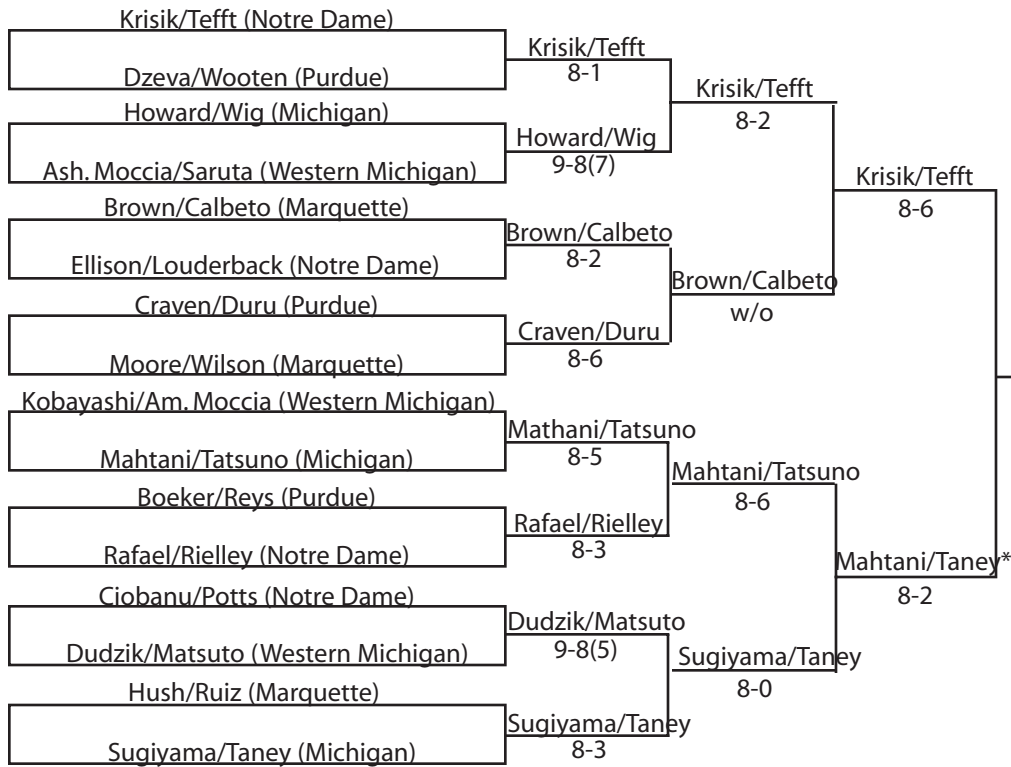 Krisik/Tefft (Notre Dame)
Dzeva/Wooten (Purdue)
Howard/Wig (Michigan)
Ash. Moccia/Saruta (Western Michigan)
Brown/Calbeto (Marquette)
Ellison/Louderback (Notre Dame)
Craven/Duru (Purdue)
Moore/Wilson (Marquette)
Kobayashi/Am. Moccia (Western Michigan)
Mahtani/Tatsuno (Michigan)
Boeker/Reys (Purdue)
Rafael/Rielley (Notre Dame)
Ciobanu/Potts (Notre Dame)
Dudzik/Matsuto (Western Michigan)
Hush/Ruiz (Marquette)
Sugiyama/Taney (Michigan)
Krisik/Tefft
8-1
Howard/Wig
9-8(7)
Brown/Calbeto
8-2
Craven/Duru
8-6
Mathani/Tatsuno
8-5
Rafael/Rielley
8-3
Dudzik/Matsuto
9-8(5)
Sugiyama/Taney
8-3
Krisik/Tefft
8-2
Brown/Calbeto
w/o
Mahtani/Tatsuno
8-6
Sugiyama/Taney
8-0
Krisik/Tefft
8-6
Mahtani/Taney*
8-2